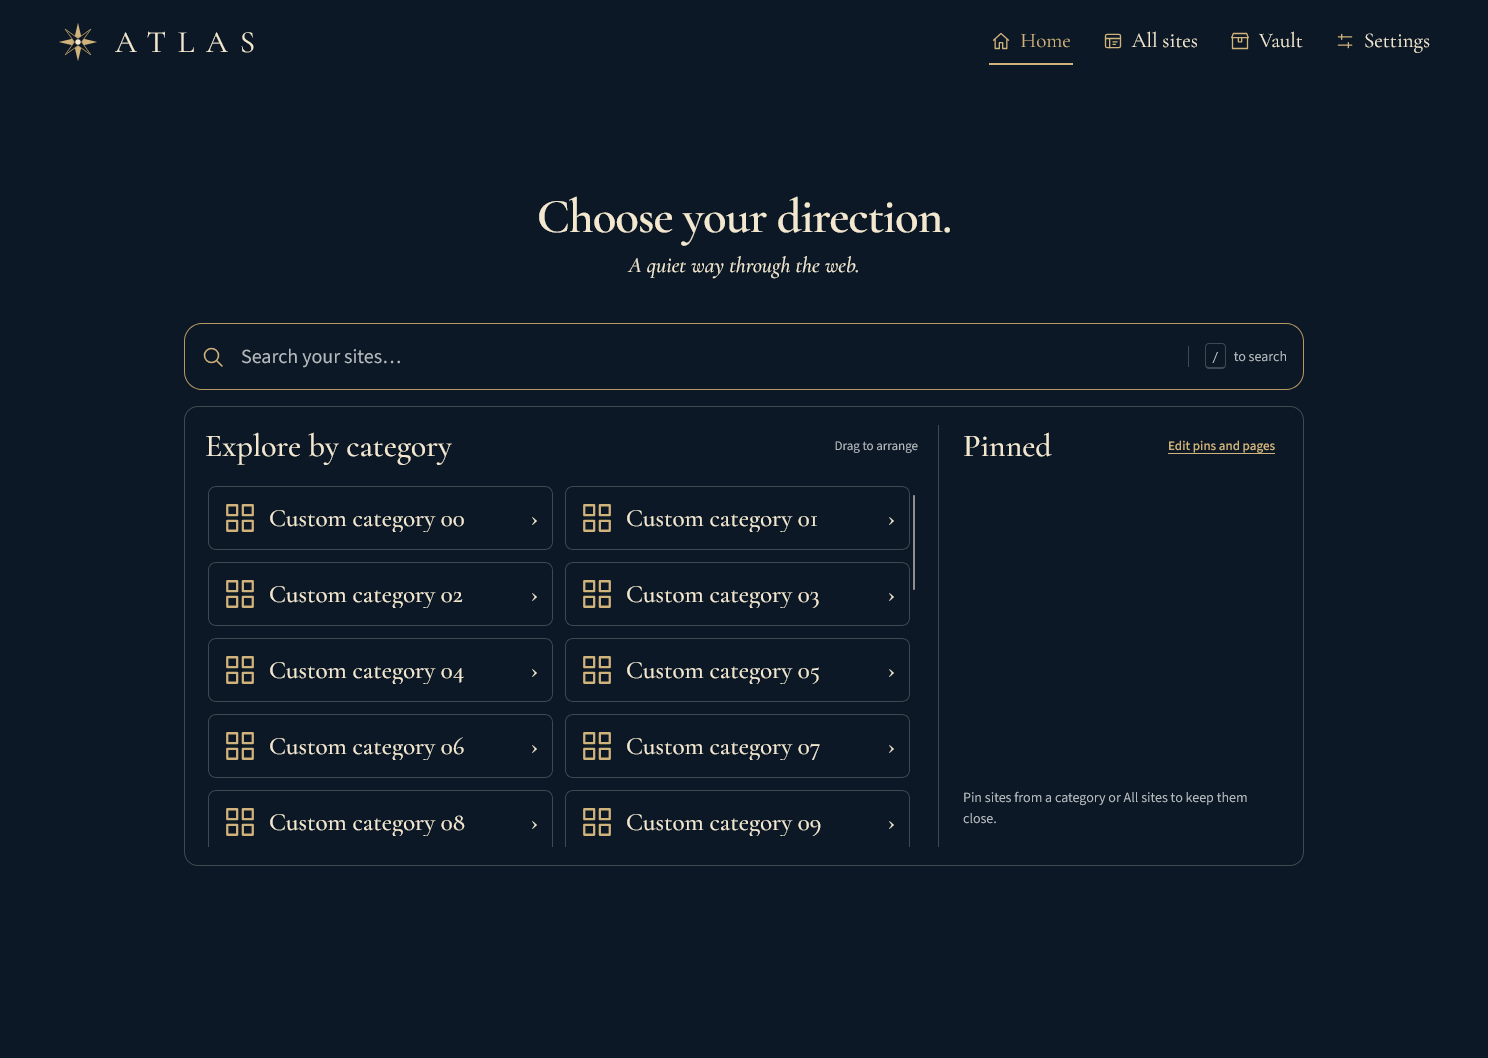 ATLAS
Home
All sites
Vault
Settings
Choose your direction.
A quiet way through the web.
Search your sites...
/ to search
Explore by category
Drag to arrange
Custom category 00 ›
Custom category 01 ›
Custom category 02 ›
Custom category 03 ›
Custom category 04 ›
Custom category 05 ›
Custom category 06 ›
Custom category 07 ›
Custom category 08 ›
Custom category 09 ›
Pinned
Edit pins and pages
Pin sites from a category or All sites to keep them
close.